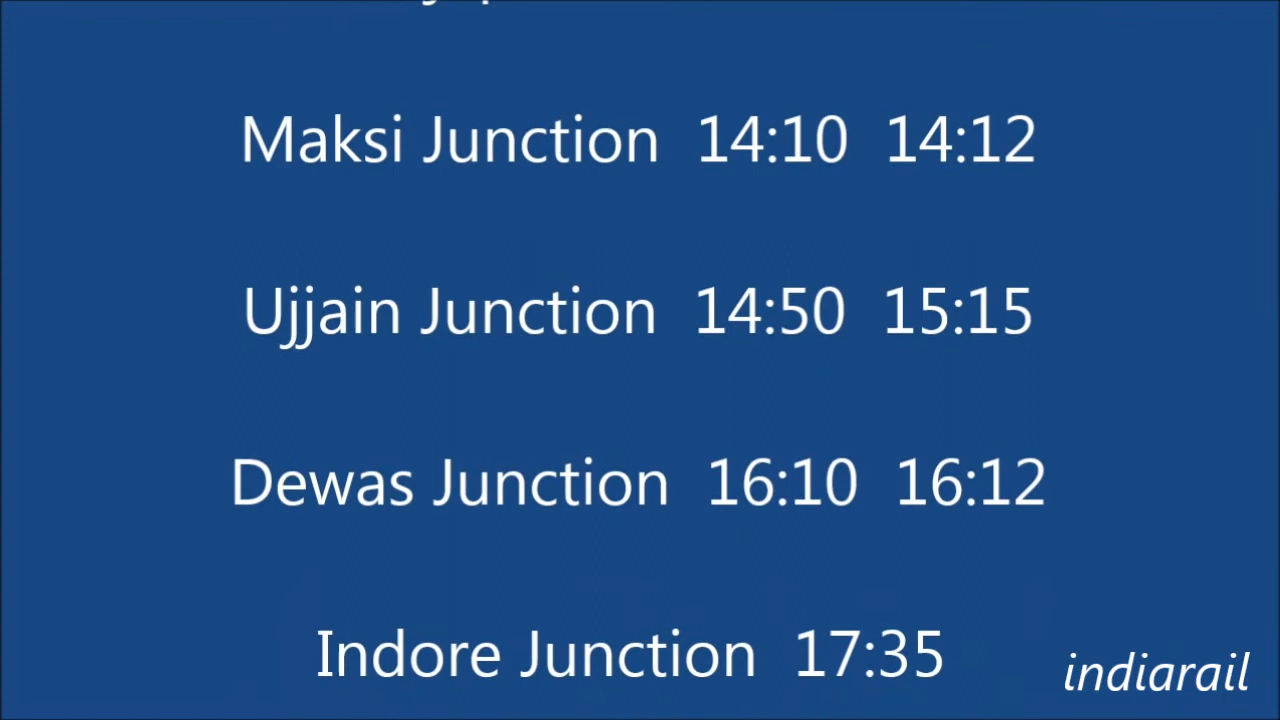 Maksi Junction 14:10 14:12
Ujjain Junction 14:50 15:15
Dewas Junction 16:10 16:12
Indore Junction 17:35
indiarail